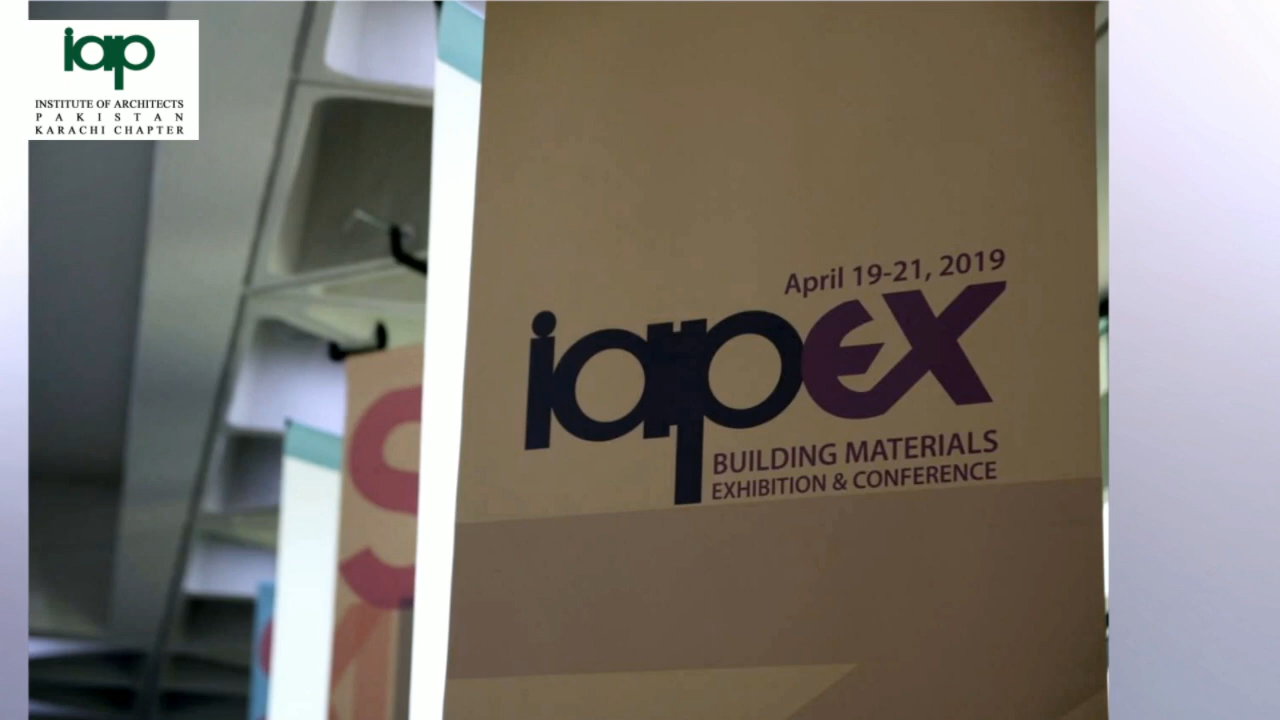 iap
INSTITUTE OF ARCHITECTS
PAKISTAN
KARACHI CHAPTER
April 19-21, 2019
iapEX
BUILDING MATERIALS
EXHIBITION & CONFERENCE
S